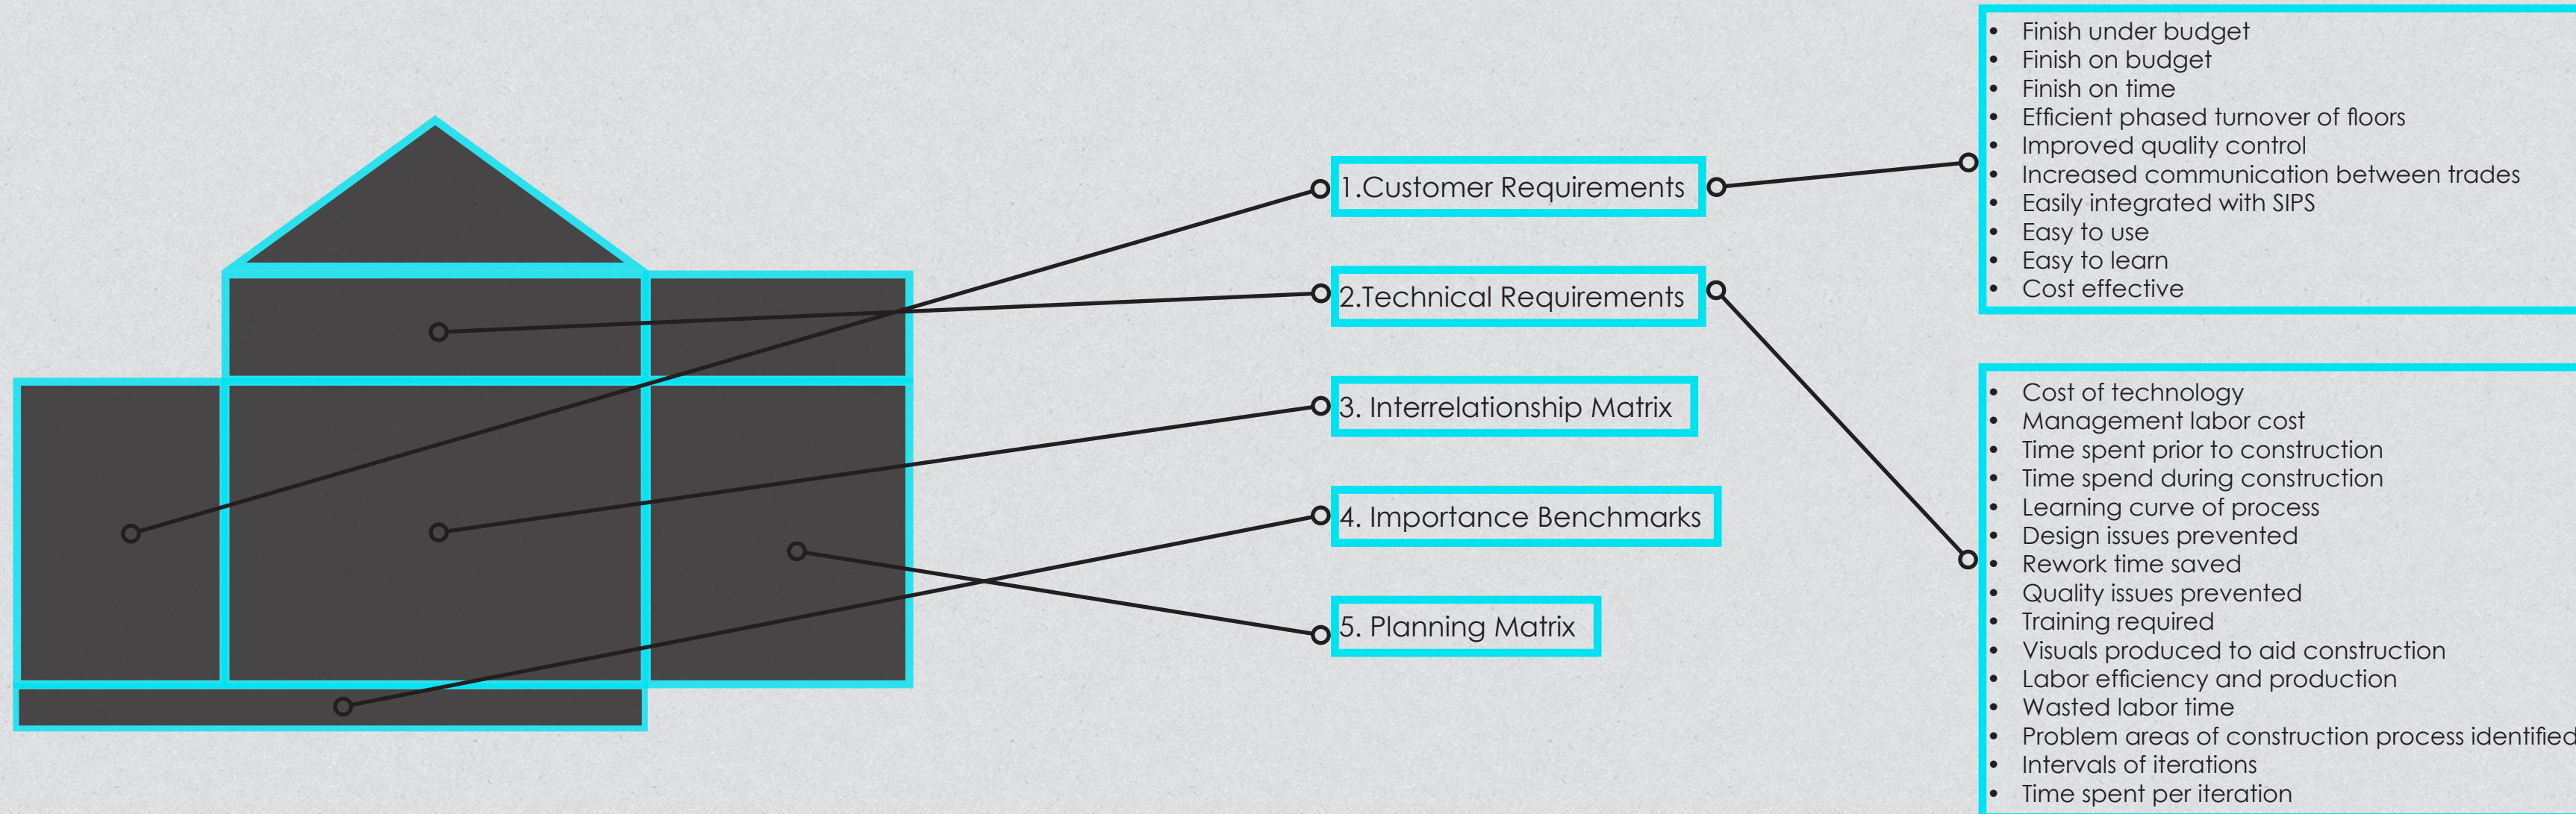 1.Customer Requirements
2.Technical Requirements
3. Interrelationship Matrix
4. Importance Benchmarks
5. Planning Matrix
• Finish under budget
• Finish on budget
• Finish on time
• Efficient phased turnover of floors
• Improved quality control
• Increased communication between trades
• Easily integrated with SIPS
• Easy to use
• Easy to learn
• Cost effective
• Cost of technology
• Management labor cost
• Time spent prior to construction
• Time spend during construction
• Learning curve of process
• Design issues prevented
• Rework time saved
• Quality issues prevented
• Training required
• Visuals produced to aid construction
• Labor efficiency and production
• Wasted labor time
• Problem areas of construction process identified
• Intervals of iterations
• Time spent per iteration